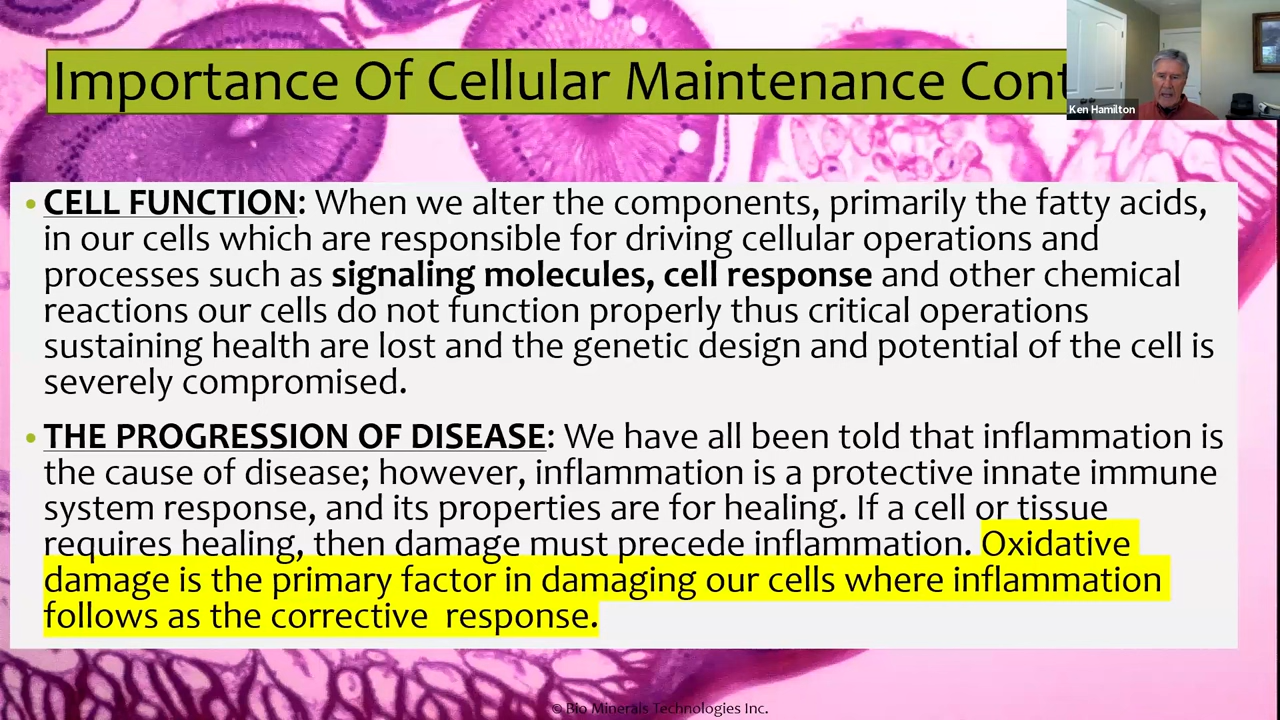 Importance Of Cellular Maintenance Cont
Ken Hamilton
• CELL FUNCTION: When we alter the components, primarily the fatty acids,
in our cells which are responsible for driving cellular operations and
processes such as signaling molecules, cell response and other chemical
reactions our cells do not function properly thus critical operations
sustaining health are lost and the genetic design and potential of the cell is
severely compromised.
• THE PROGRESSION OF DISEASE: We have all been told that inflammation is
the cause of disease; however, inflammation is a protective innate immune
system response, and its properties are for healing. If a cell or tissue
requires healing, then damage must precede inflammation. Oxidative
damage is the primary factor in damaging our cells where inflammation
follows as the corrective  response.
© Bio Minerals Technologies Inc.